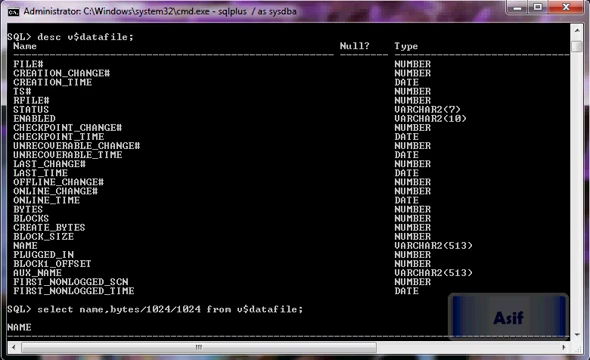 Administrator: C:\Windows\system32\cmd.exe - sqlplus / as sysdba
SQL> desc v$datafile;
Name Null? Type
FILE# NUMBER
CREATION_CHANGE# NUMBER
CREATION_TIME DATE
TS# NUMBER
RFILE# NUMBER
STATUS VARCHAR2(7)
ENABLED VARCHAR2(10)
CHECKPOINT_CHANGE# NUMBER
CHECKPOINT_TIME DATE
UNRECOVERABLE_CHANGE# NUMBER
UNRECOVERABLE_TIME DATE
LAST_CHANGE# NUMBER
LAST_TIME DATE
OFFLINE_CHANGE# NUMBER
ONLINE_CHANGE# NUMBER
ONLINE_TIME DATE
BYTES NUMBER
BLOCKS NUMBER
CREATE_BYTES NUMBER
BLOCK_SIZE NUMBER
NAME VARCHAR2(513)
PLUGGED_IN NUMBER
BLOCK1_OFFSET NUMBER
AUX_NAME VARCHAR2(513)
FIRST_NONLOGGED_SCN NUMBER
FIRST_NONLOGGED_TIME DATE
SQL> select name,bytes/1024/1024 from v$datafile;
NAME
Asif